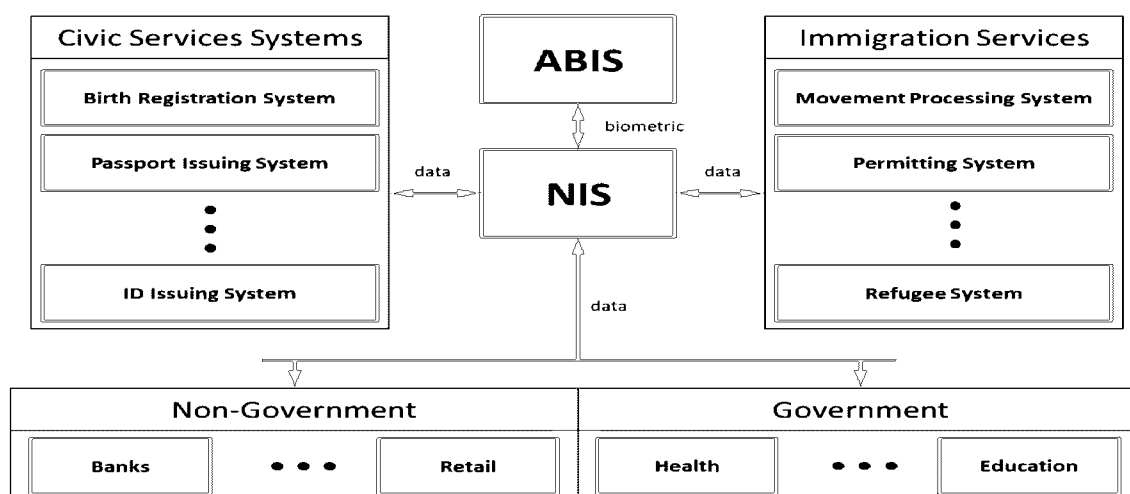 Civic Services Systems
Birth Registration System
Passport Issuing System
ID Issuing System
ABIS
biometric
data
NIS
data
data
Immigration Services
Movement Processing System
Permitting System
Refugee System
Non-Government
Banks
Retail
Government
Health
Education